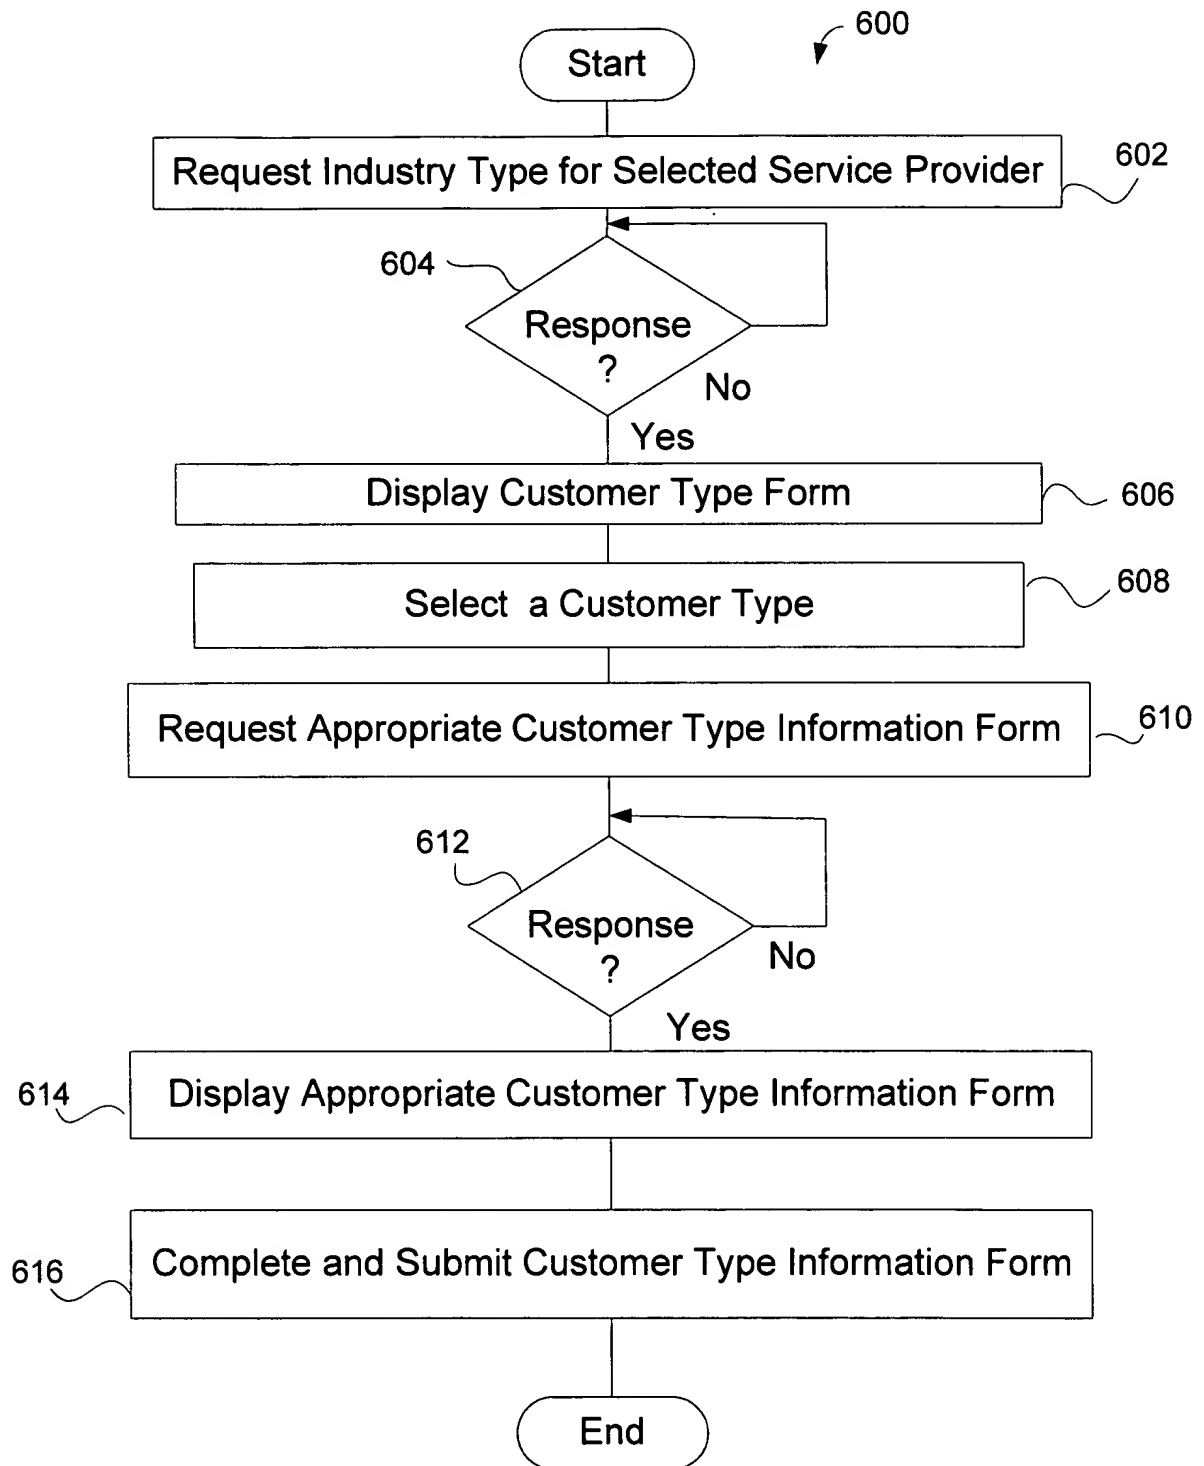 600
Start
Request Industry Type for Selected Service Provider
602
604
Response
?
No
Yes
Display Customer Type Form
606
Select a Customer Type
608
Request Appropriate Customer Type Information Form
610
612
Response
?
No
Yes
614
Display Appropriate Customer Type Information Form
616
Complete and Submit Customer Type Information Form
End